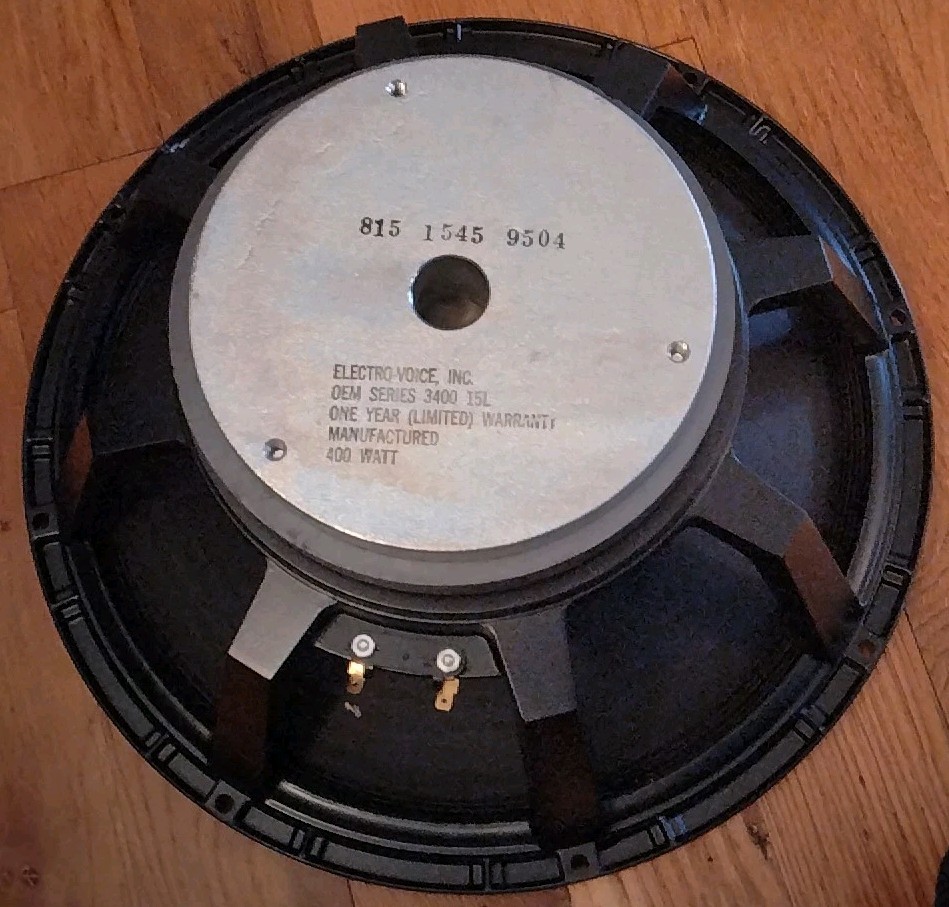 815 1545 9504
ELECTRO-VOICE, INC.
OEM SERIES 3400 15L
ONE YEAR (LIMITED) WARRANTY
MANUFACTURED
400 WATT